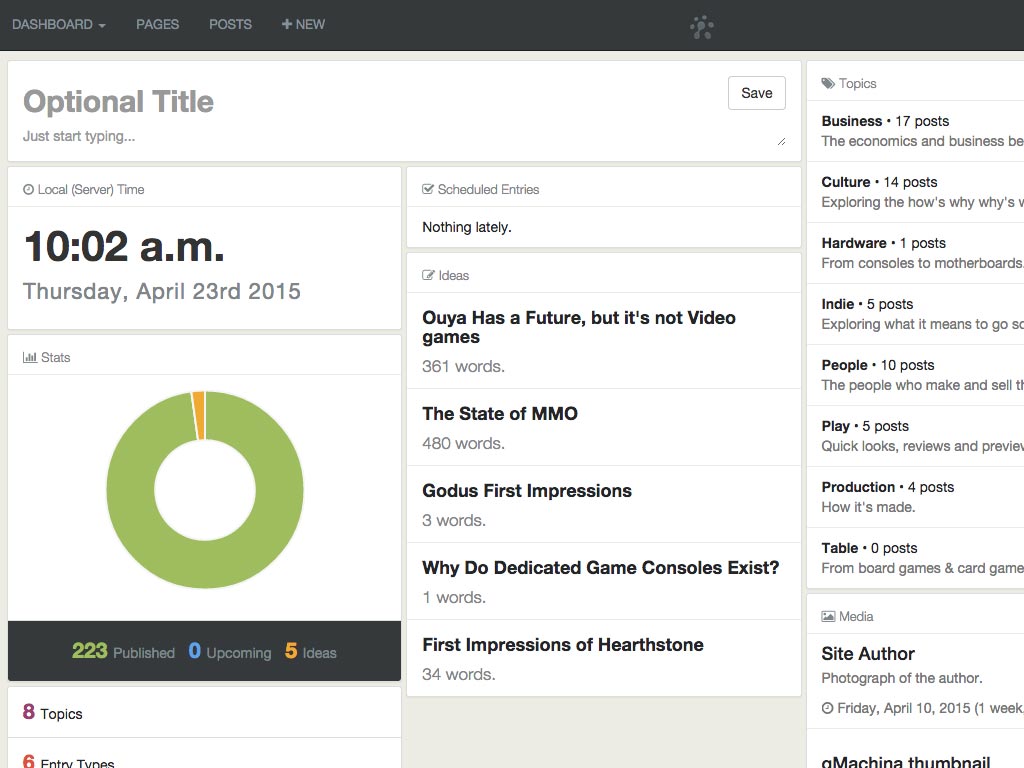 DASHBOARD PAGES POSTS NEW
Optional Title
Save
Just start typing...
Local (Server) Time
10:02 a.m.
Thursday, April 23rd 2015
Stats
223 Published 0 Upcoming 5 Ideas
8 Topics
6 Entry Types
Scheduled Entries
Nothing lately.
Ideas
Ouya Has a Future, but it's not Video
games
361 words.
The State of MMO
480 words.
Godus First Impressions
3 words.
Why Do Dedicated Game Consoles Exist?
1 words.
First Impressions of Hearthstone
34 words.
Topics
Business • 17 posts
The economics and business be
Culture • 14 posts
Exploring the how's why why's w
Hardware • 1 posts
From consoles to motherboards.
Indie • 5 posts
Exploring what it means to go so
People • 10 posts
The people who make and sell th
Play • 5 posts
Quick looks, reviews and preview
Production • 4 posts
How it's made.
Table • 0 posts
From board games & card game
Media
Site Author
Photograph of the author.
Friday, April 10, 2015 (1 week,
gMachina thumbnail